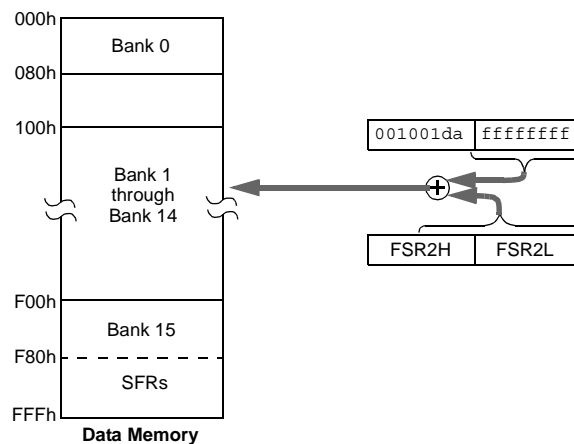 000h
Bank 0
080h
100h
Bank 1
through
Bank 14
F00h
Bank 15
F80h
SFRs
FFFh
Data Memory
001001da ffffffff
+
FSR2H FSR2L